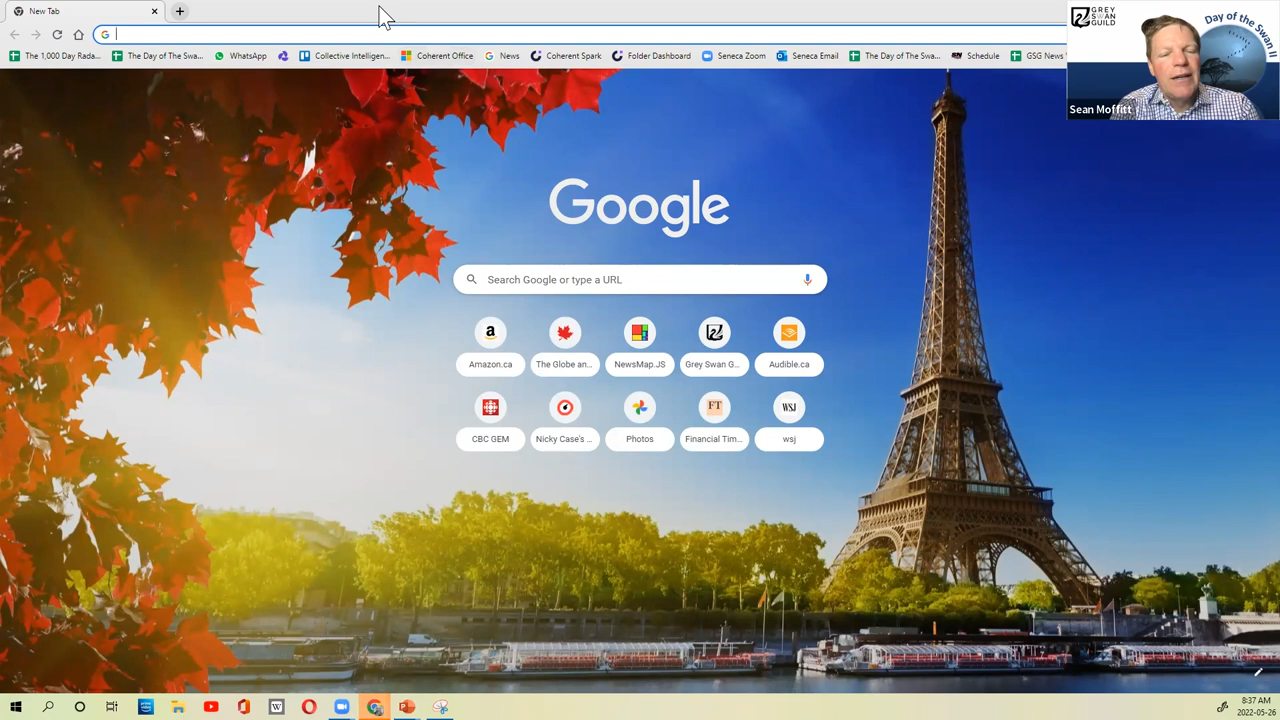 New Tab
The 1,000 Day Rada...
The Day of The Swa...
WhatsApp
Collective Intelligen...
Coherent Office
News
Coherent Spark
Folder Dashboard
Seneca Zoom
Seneca Email
The Day of The Swa...
Schedule
GSG News
GREY
SWAN
GUILD
Day of the Swan II
Sean Moffitt
Google
Search Google or type a URL
a
Amazon.ca
The Globe an...
NewsMap.JS
Grey Swan G...
Audible.ca
FT
WSJ
CBC GEM
Nicky Case's ...
Photos
Financial Tim...
wsj
W
8:37 AM
2022-05-26